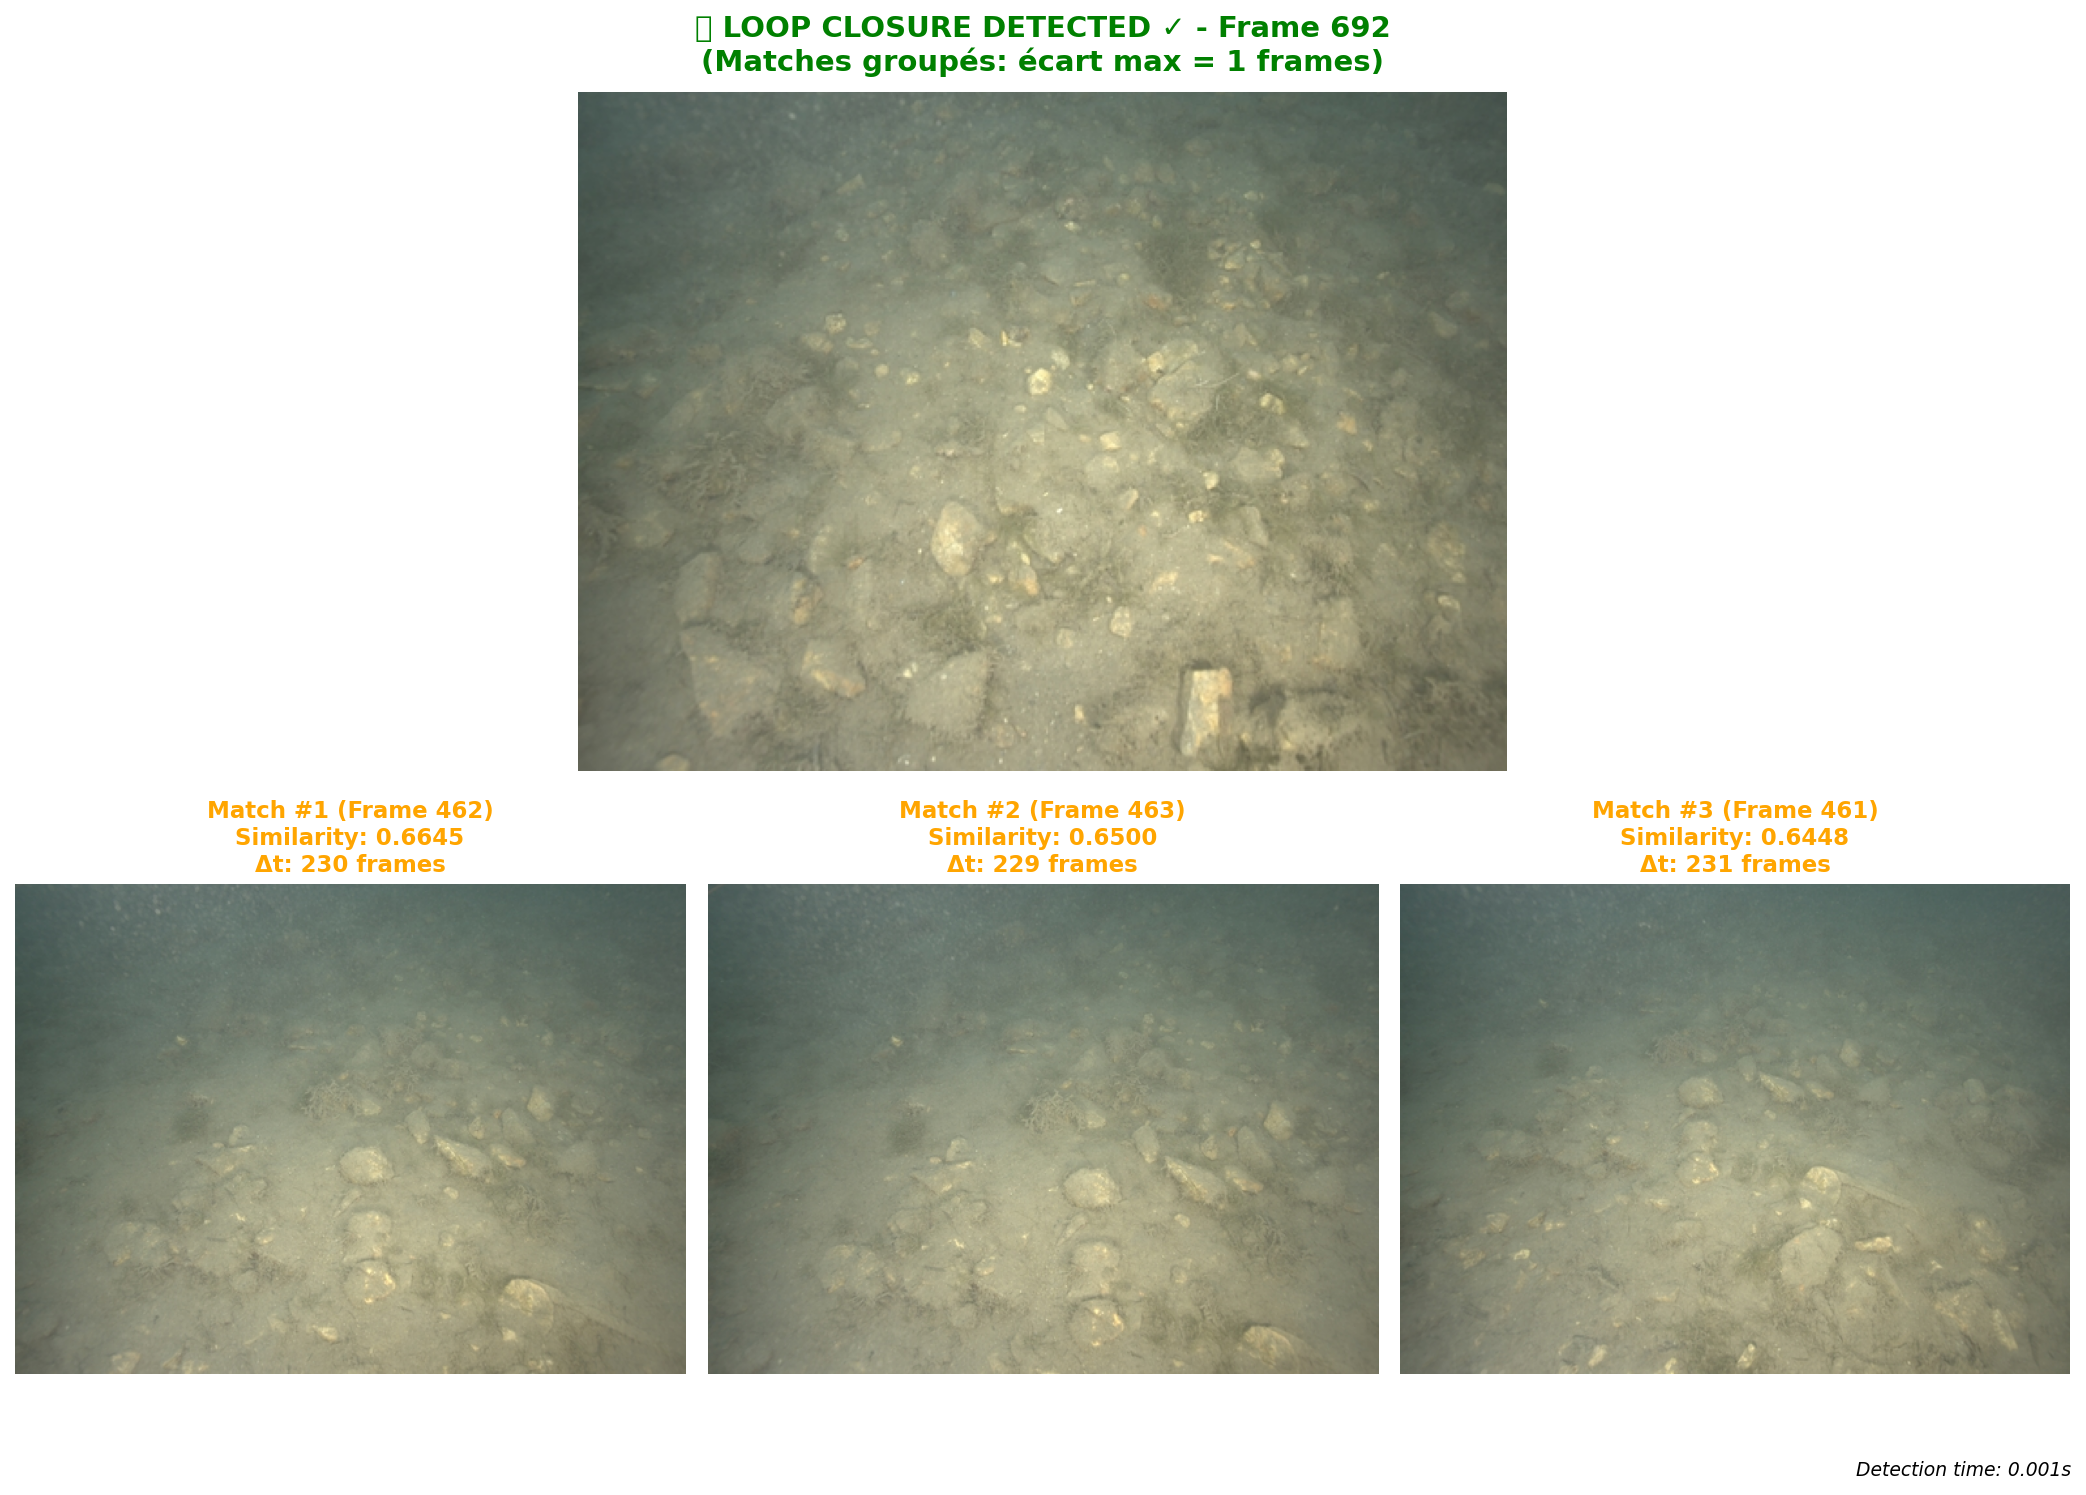 LOOP CLOSURE DETECTED ✓ - Frame 692
(Matches groupés: écart max = 1 frames)
Match #1 (Frame 462)
Similarity: 0.6645
Δt: 230 frames
Match #2 (Frame 463)
Similarity: 0.6500
Δt: 229 frames
Match #3 (Frame 461)
Similarity: 0.6448
Δt: 231 frames
Detection time: 0.001s